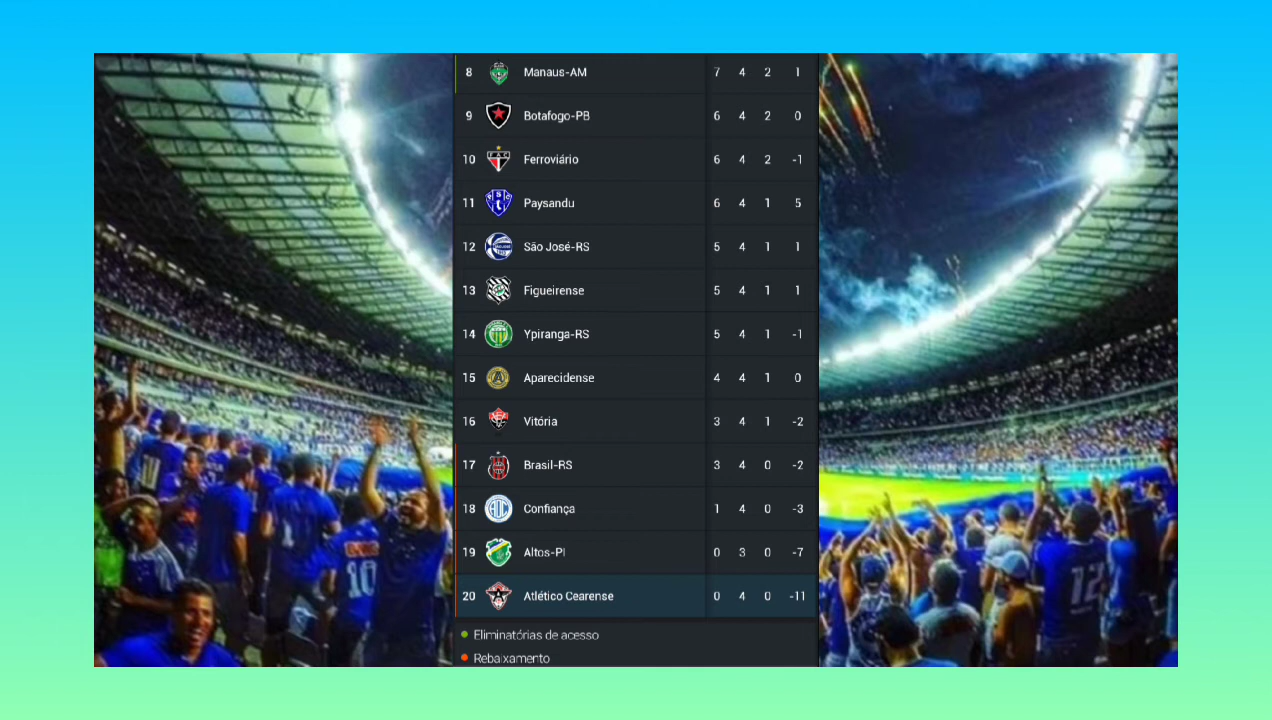 8 Manaus-AM 7 4 2 1
9 Botafogo-PB 6 4 2 0
10 Ferroviário 6 4 2 -1
11 Paysandu 6 4 1 5
12 São José-RS 5 4 1 1
13 Figueirense 5 4 1 1
14 Ypiranga-RS 5 4 1 -1
15 Aparecidense 4 4 1 0
16 Vitória 3 4 1 -2
17 Brasil-RS 3 4 0 -2
18 Confiança 1 4 0 -3
19 Altos-PI 0 3 0 -7
20 Atlético Cearense 0 4 0 -11
Eliminatórias de acesso
Rebaixamento
10
12